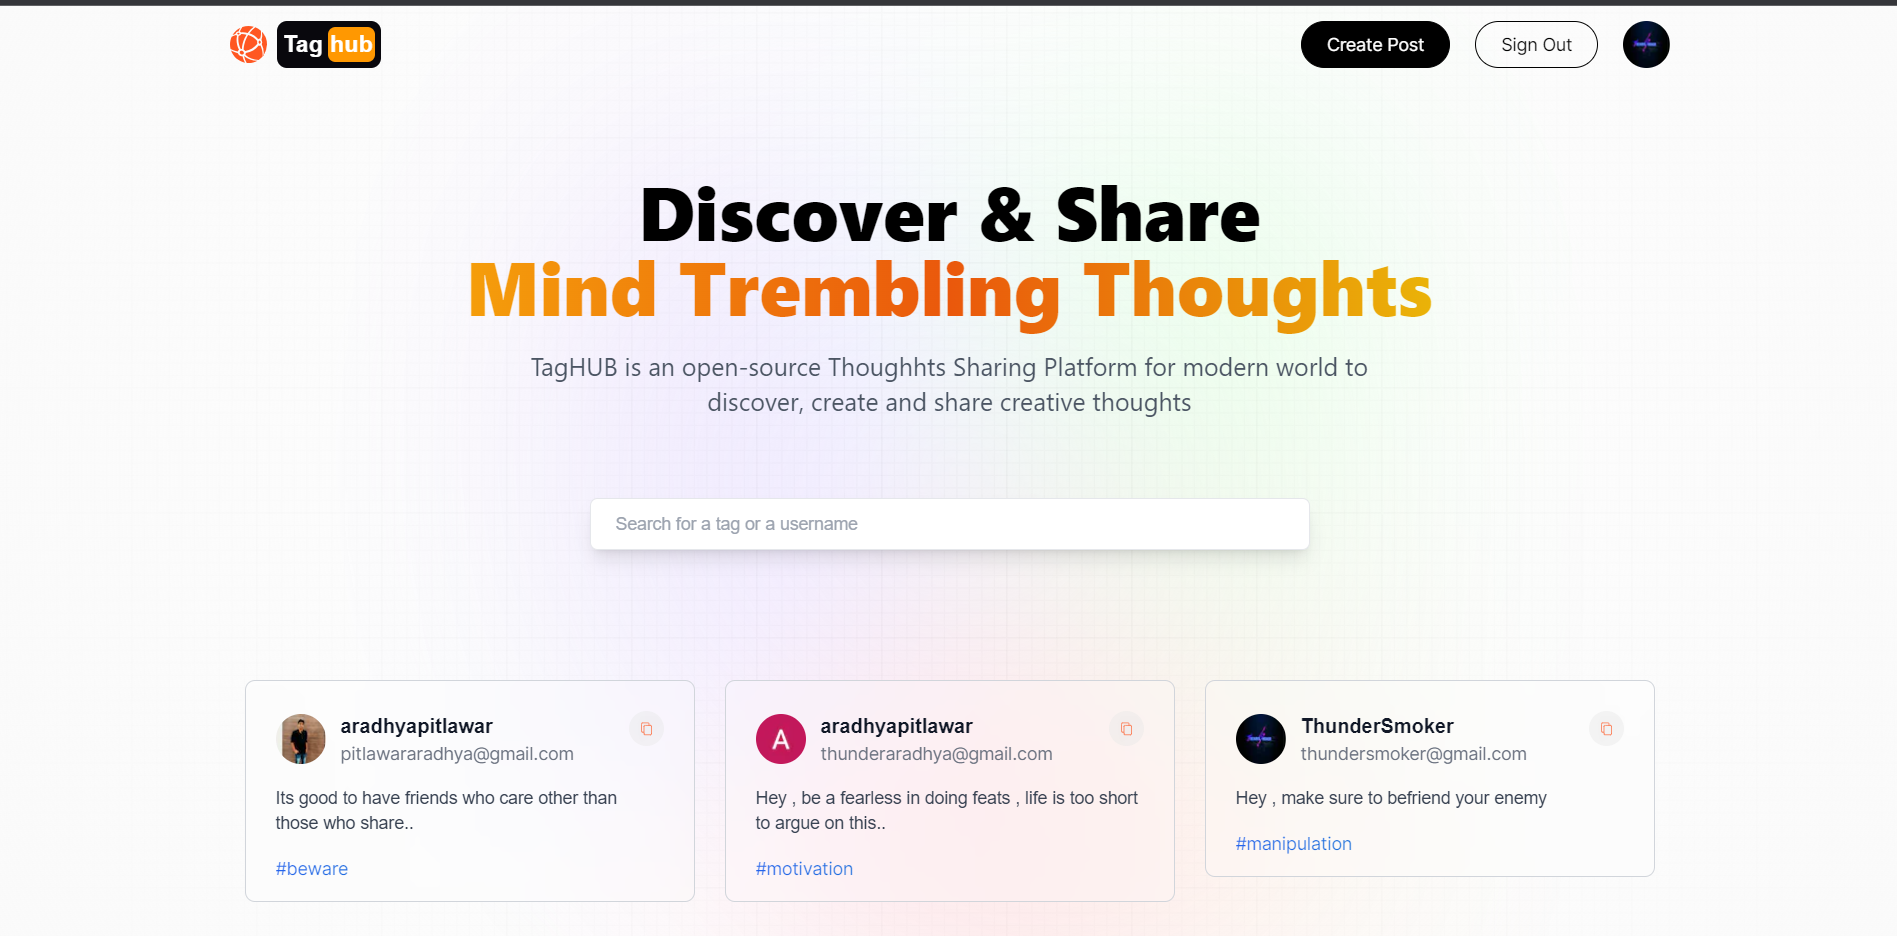 Tag hub
Create Post
Sign Out
Discover & Share
Mind Trembling Thoughts
TagHUB is an open-source Thoughhts Sharing Platform for modern world to
discover, create and share creative thoughts
Search for a tag or a username
aradhyapitlawar
pitlawararadhya@gmail.com
Its good to have friends who care other than
those who share..
#beware
A
aradhyapitlawar
thunderaradhya@gmail.com
Hey , be a fearless in doing feats , life is too short
to argue on this..
#motivation
ThunderSmoker
thundersmoker@gmail.com
Hey , make sure to befriend your enemy
#manipulation